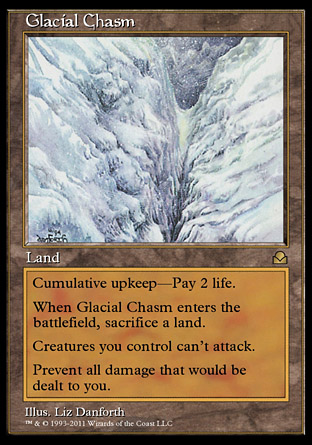 Glacial Chasm
Land
Cumulative upkeep—Pay 2 life.
When Glacial Chasm enters the
battlefield, sacrifice a land.
Creatures you control can't attack.
Prevent all damage that would be
dealt to you.
Illus. Liz Danforth
™ & © 1993-2011 Wizards of the Coast LLC